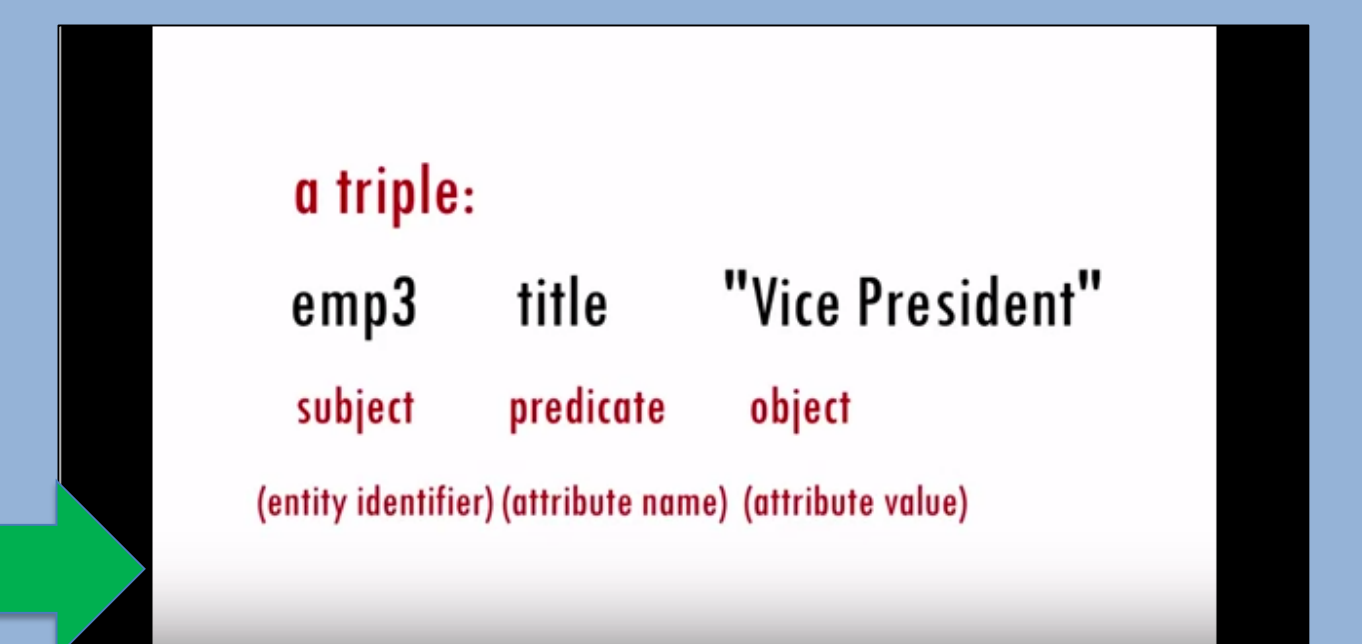 a triple:
emp3 title "Vice President"
subject predicate object
(entity identifier) (attribute name) (attribute value)